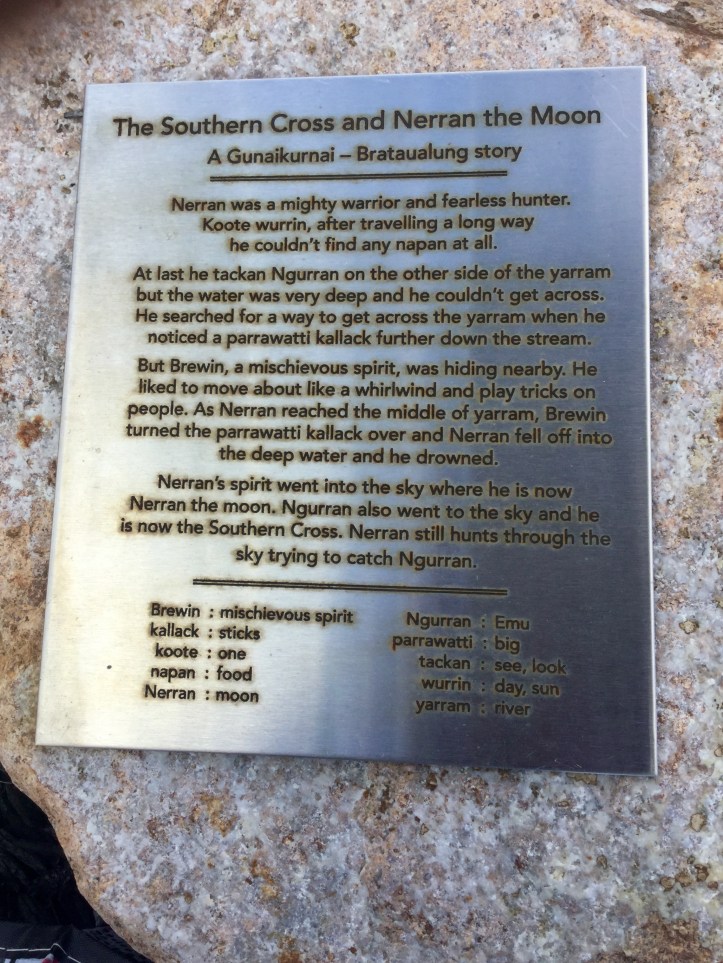 The Southern Cross and Nerran the Moon
A Gunaikurnai – Brataualung story
Nerran was a mighty warrior and fearless hunter.
Koote wurrin, after travelling a long way
he couldn't find any napan at all.
At last he tackan Ngurran on the other side of the yarram
but the water was very deep and he couldn't get across.
He searched for a way to get across the yarram when he
noticed a parrawatti kallack further down the stream.
But Brewin, a mischievous spirit, was hiding nearby. He
liked to move about like a whirlwind and play tricks on
people. As Nerran reached the middle of yarram, Brewin
turned the parrawatti kallack over and Nerran fell off into
the deep water and he drowned.
Nerran's spirit went into the sky where he is now
Nerran the moon. Ngurran also went to the sky and he
is now the Southern Cross. Nerran still hunts through the
sky trying to catch Ngurran.
Brewin : mischievous spirit
kallack : sticks
koote : one
napan : food
Nerran : moon
Ngurran : Emu
parrawatti : big
tackan : see, look
wurrin : day, sun
yarram : river